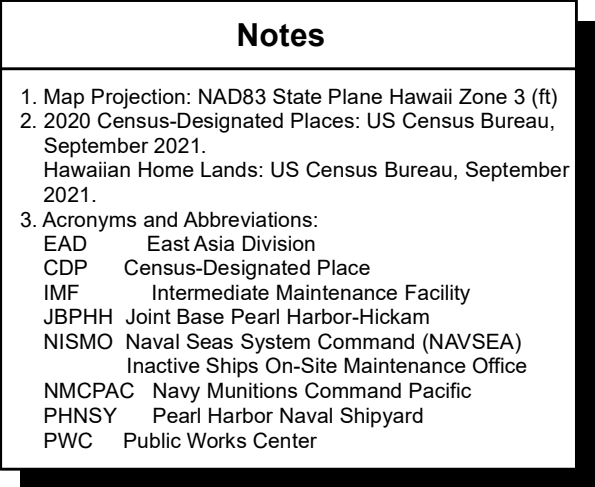 Notes
1. Map Projection: NAD83 State Plane Hawaii Zone 3 (ft)
2. 2020 Census-Designated Places: US Census Bureau,
September 2021.
Hawaiian Home Lands: US Census Bureau, September
2021.
3. Acronyms and Abbreviations:
EAD East Asia Division
CDP Census-Designated Place
IMF Intermediate Maintenance Facility
JBPHH Joint Base Pearl Harbor-Hickam
NISMO Naval Seas System Command (NAVSEA)
Inactive Ships On-Site Maintenance Office
NMCPAC Navy Munitions Command Pacific
PHNSY Pearl Harbor Naval Shipyard
PWC Public Works Center